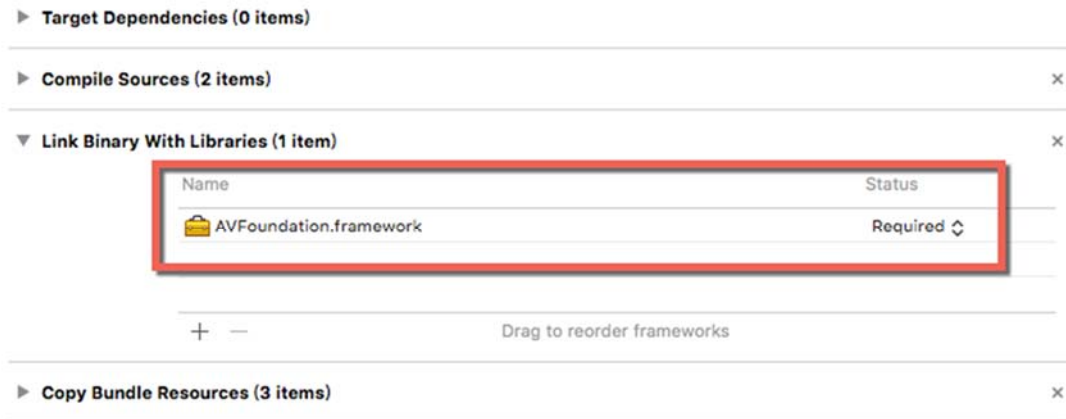 Target Dependencies (0 items)
Compile Sources (2 items)
Link Binary With Libraries (1 item)
Name Status
AVFoundation.framework Required
Drag to reorder frameworks
Copy Bundle Resources (3 items)